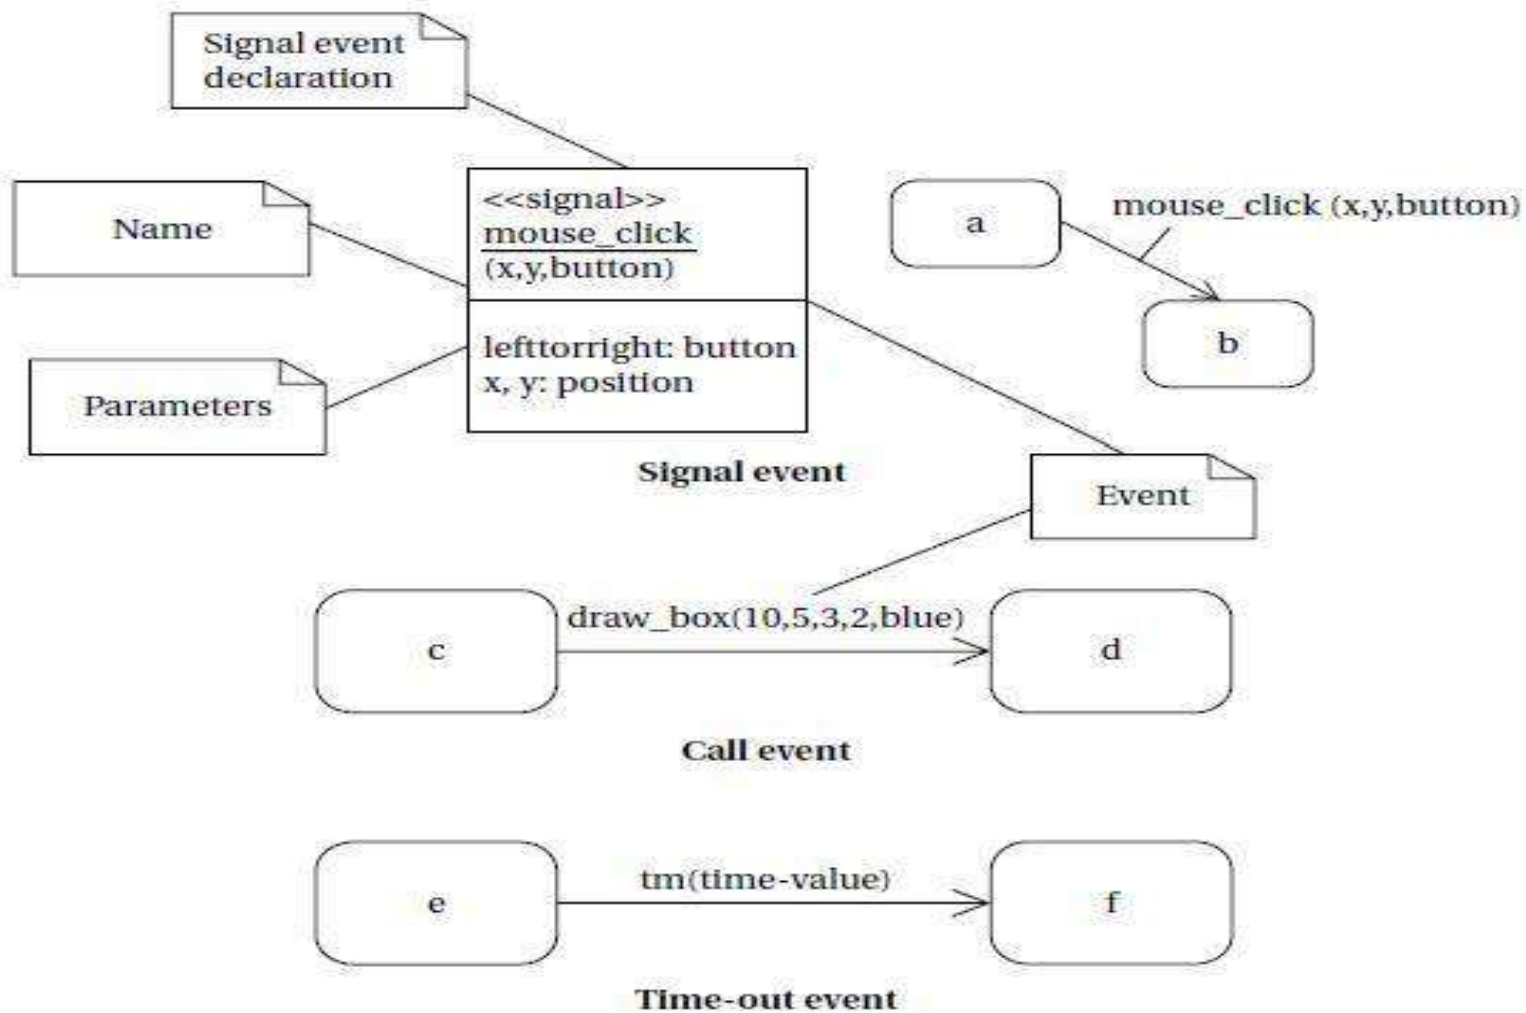 Signal event
declaration
Name
<<signal>>
mouse_click
(x,y,button)
a
mouse_click (x,y,button)
b
lefttorright: button
x, y: position
Parameters
Signal event
Event
c
draw_box(10,5,3,2,blue)
d
Call event
e
tm(time-value)
f
Time-out event